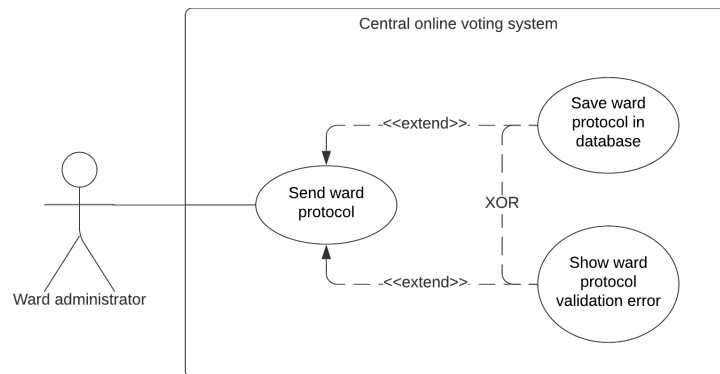 Central online voting system
Save ward
protocol in
database
<<extend>>
Send ward
protocol
XOR
<<extend>>
Show ward
protocol
validation error
Ward administrator